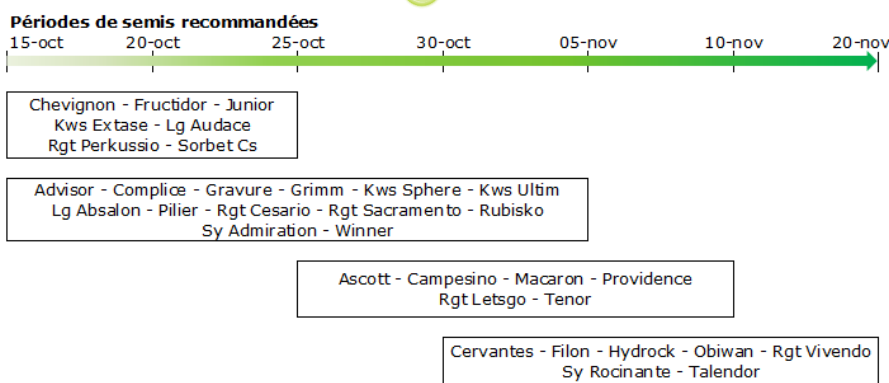 Périodes de semis recommandées
15-oct 20-oct 25-oct 30-oct 05-nov 10-nov 20-nov
Chevignon - Fructidor - Junior
Kws Extase - Lg Audace
Rgt Perkussio - Sorbet Cs
Advisor - Complice - Gravure - Grimm - Kws Sphere - Kws Ultim
Lg Absalon - Pilier - Rgt Cesario - Rgt Sacramento - Rubisko
Sy Admiration - Winner
Ascott - Campesino - Macaron - Providence
Rgt Letsgo - Tenor
Cervantes - Filon - Hydrock - Obiwan - Rgt Vivendo
Sy Rocinante - Talendor